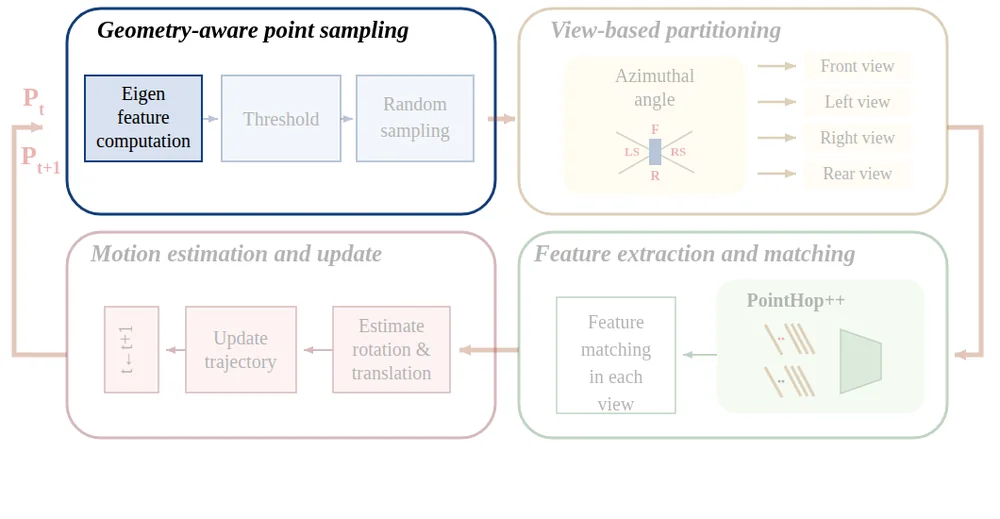 Geometry-aware point sampling
P_t
P_t+1
Eigen
feature
computation
Threshold
Random
sampling
View-based partitioning
Azimuthal
angle
F
LS
RS
R
Front view
Left view
Right view
Rear view
Motion estimation and update
t←t+1
Update
trajectory
Estimate
rotation &
translation
Feature extraction and matching
Feature
matching
in each
view
PointHop++